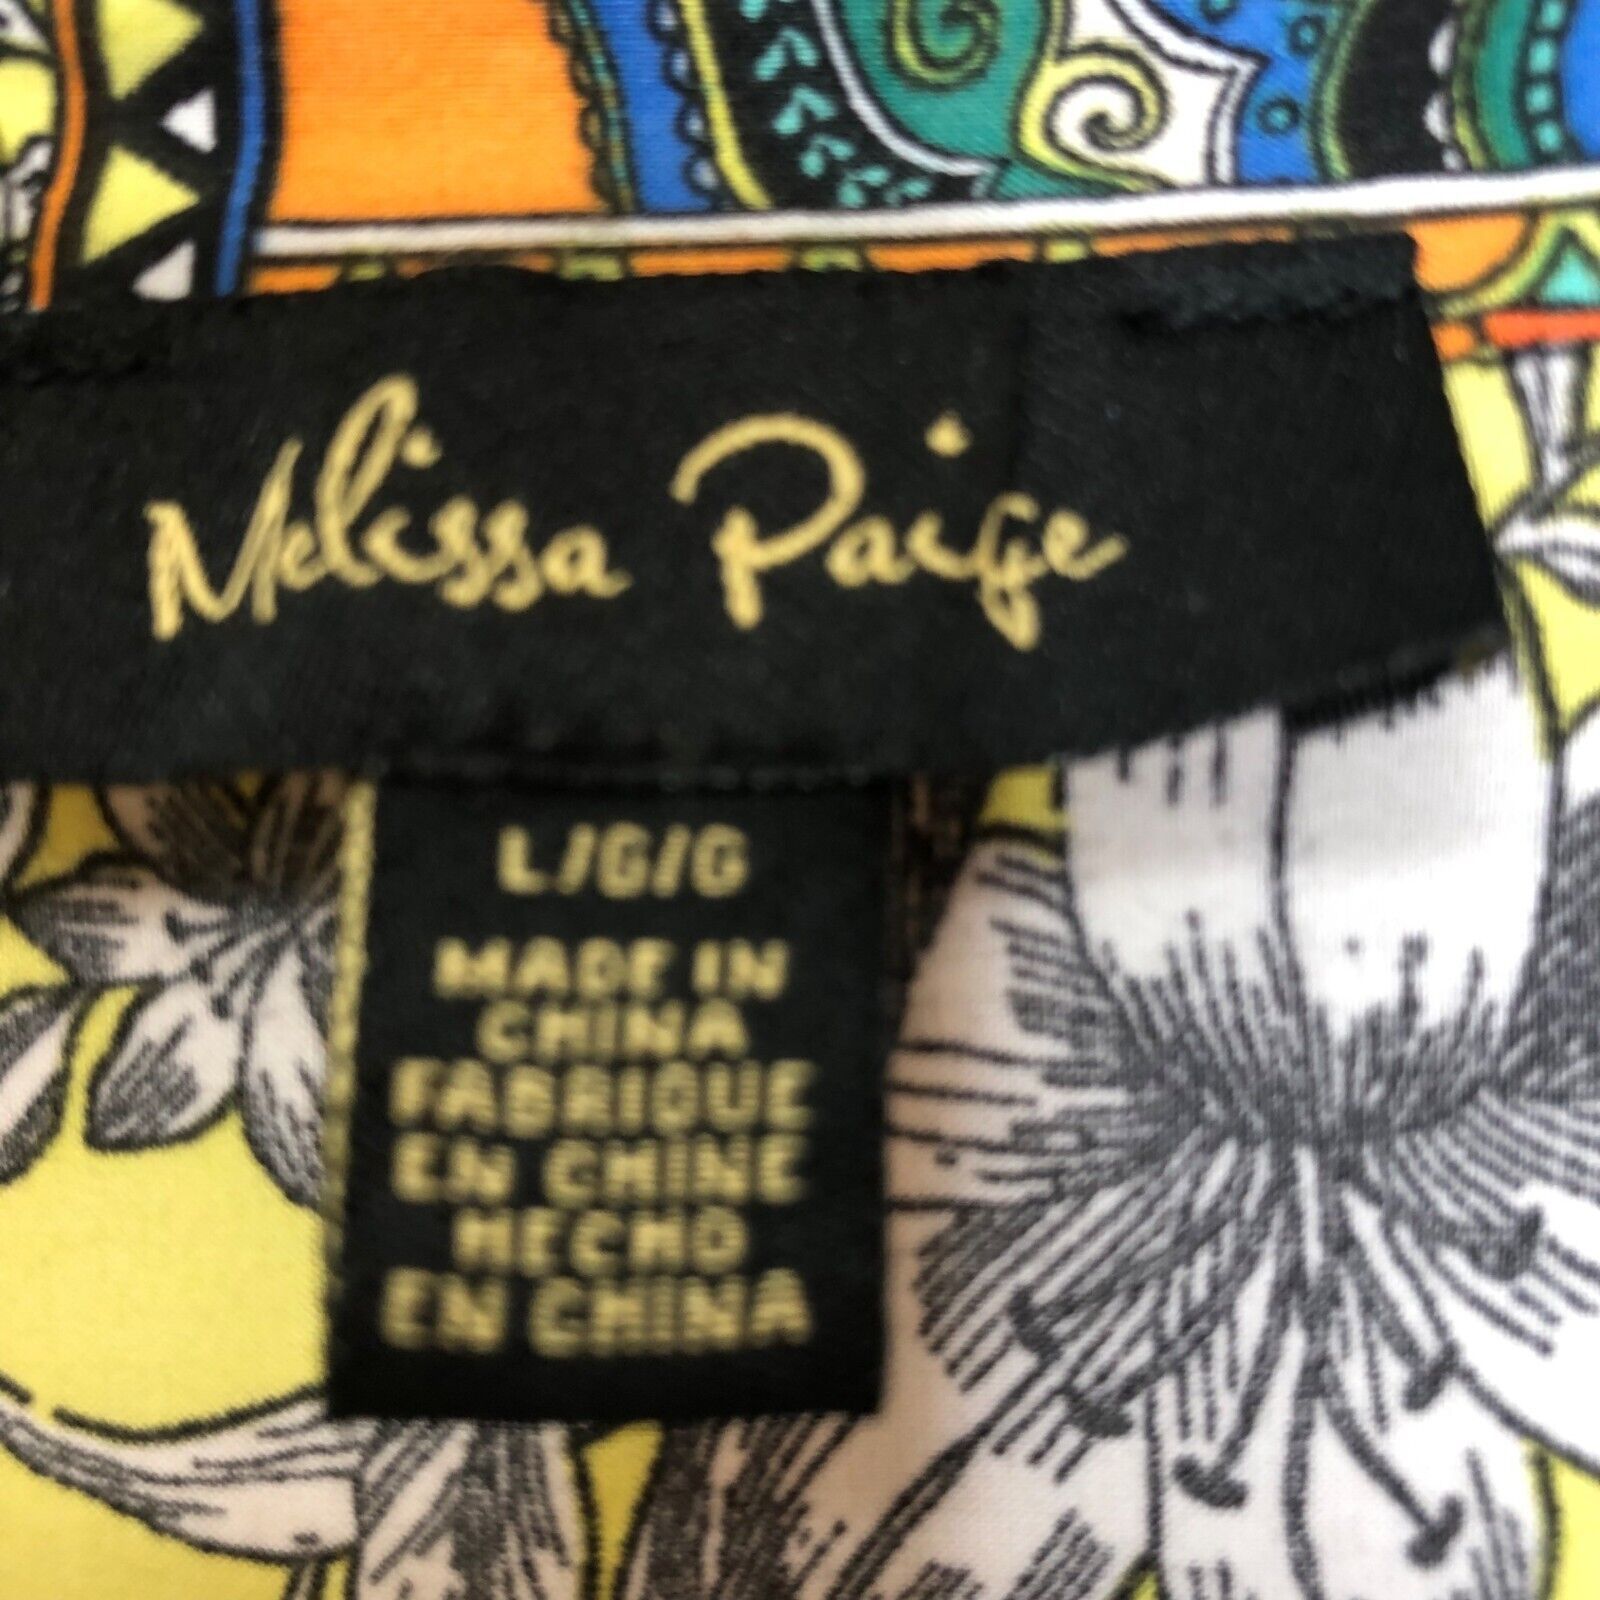 Melissa Paige
L/G/G
MADE IN
CHINA
FABRIQUE
EN CHINE
HECHO
EN CHINA